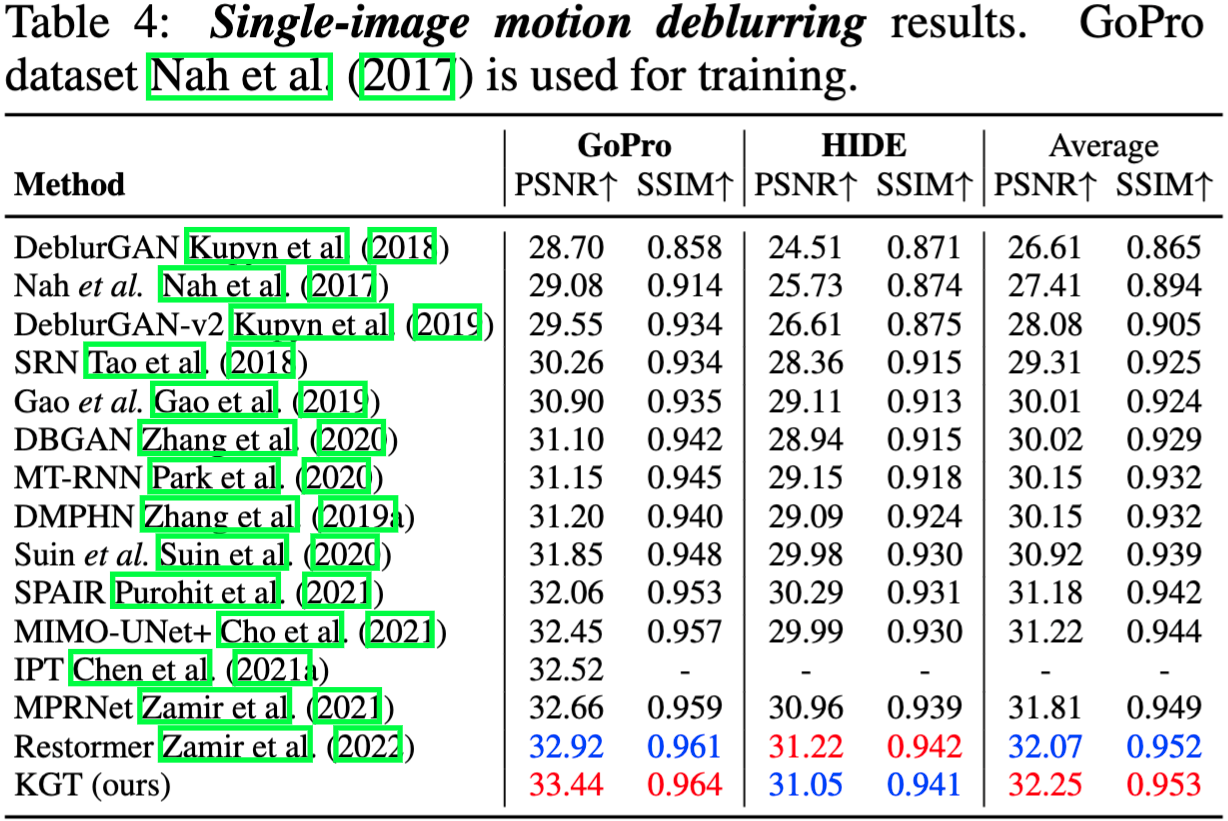 Table 4: Single-image motion deblurring results. GoPro
dataset Nah et al. (2017) is used for training.
Method GoPro HIDE Average
PSNR↑ SSIM↑ PSNR↑ SSIM↑ PSNR↑ SSIM↑
DeblurGAN Kupyn et al. (2018) 28.70 0.858 24.51 0.871 26.61 0.865
Nah et al. Nah et al. (2017) 29.08 0.914 25.73 0.874 27.41 0.894
DeblurGAN-v2 Kupyn et al. (2019) 29.55 0.934 26.61 0.875 28.08 0.905
SRN Tao et al. (2018) 30.26 0.934 28.36 0.915 29.31 0.925
Gao et al. Gao et al. (2019) 30.90 0.935 29.11 0.913 30.01 0.924
DBGAN Zhang et al. (2020) 31.10 0.942 28.94 0.915 30.02 0.929
MT-RNN Park et al. (2020) 31.15 0.945 29.15 0.918 30.15 0.932
DMPHN Zhang et al. (2019a) 31.20 0.940 29.09 0.924 30.15 0.932
Suin et al. Suin et al. (2020) 31.85 0.948 29.98 0.930 30.92 0.939
SPAIR Purohit et al. (2021) 32.06 0.953 30.29 0.931 31.18 0.942
MIMO-UNet+ Cho et al. (2021) 32.45 0.957 29.99 0.930 31.22 0.944
IPT Chen et al. (2021a) 32.52 - - - - -
MPRNet Zamir et al. (2021) 32.66 0.959 30.96 0.939 31.81 0.949
Restormer Zamir et al. (2022) 32.92 0.961 31.22 0.942 32.07 0.952
KGT (ours) 33.44 0.964 31.05 0.941 32.25 0.953